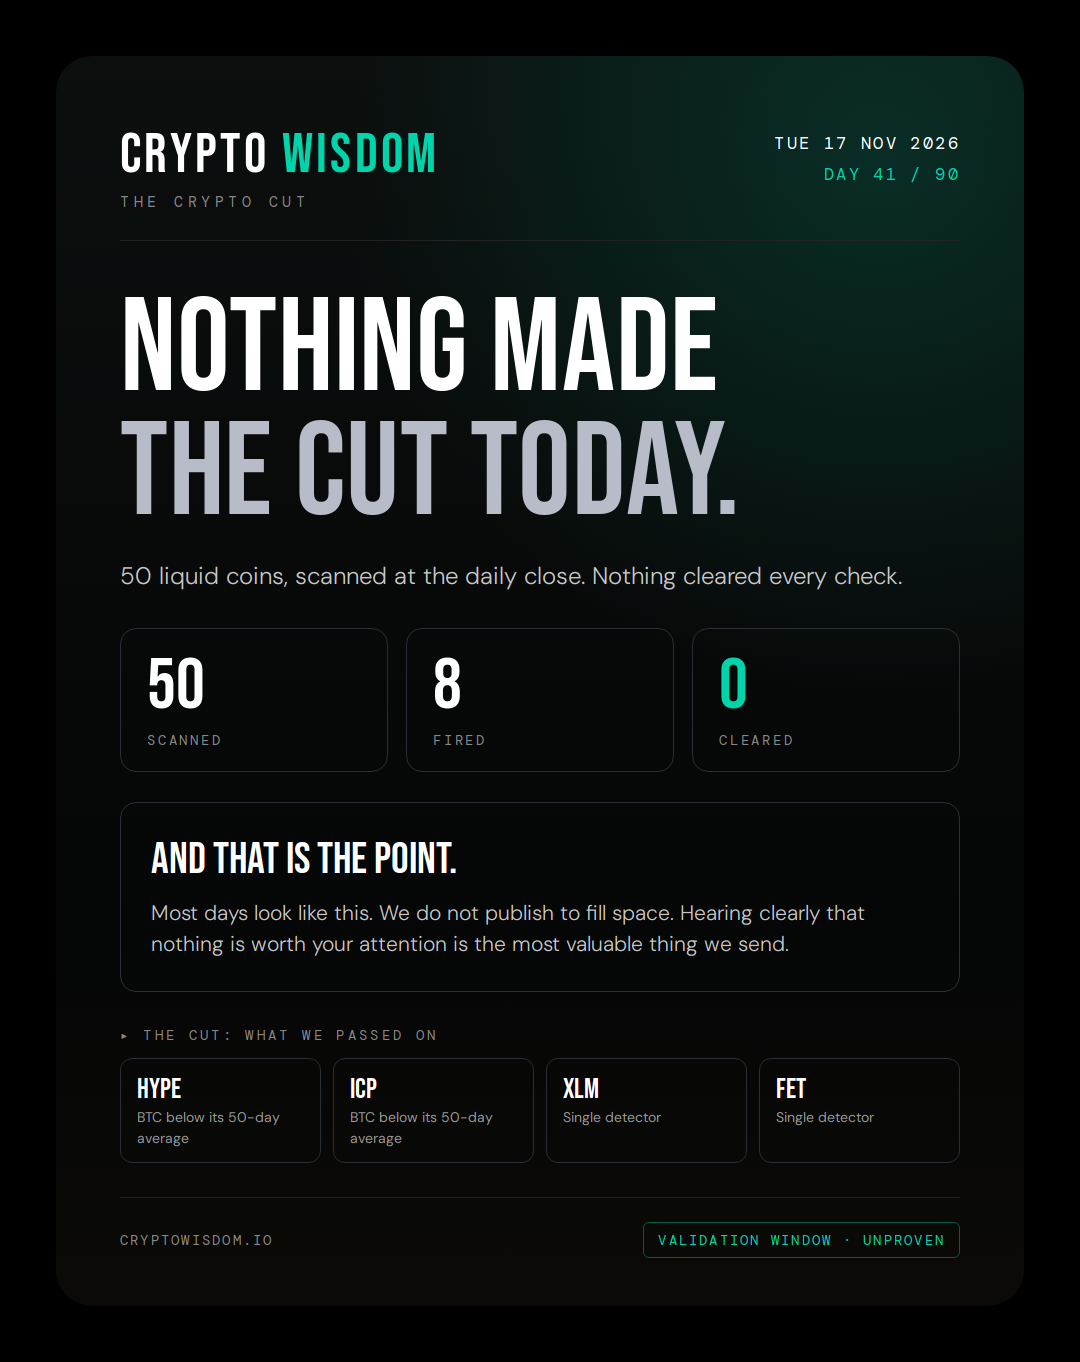 CRYPTO WISDOM
THE CRYPTO CUT
TUE 17 NOV 2026
DAY 41 / 90
NOTHING MADE
THE CUT TODAY.
50 liquid coins, scanned at the daily close. Nothing cleared every check.
50
SCANNED
8
FIRED
0
CLEARED
AND THAT IS THE POINT.
Most days look like this. We do not publish to fill space. Hearing clearly that
nothing is worth your attention is the most valuable thing we send.
▸ THE CUT: WHAT WE PASSED ON
HYPE
BTC below its 50-day
average
ICP
BTC below its 50-day
average
XLM
Single detector
FET
Single detector
CRYPTOWISDOM.IO
VALIDATION WINDOW · UNPROVEN